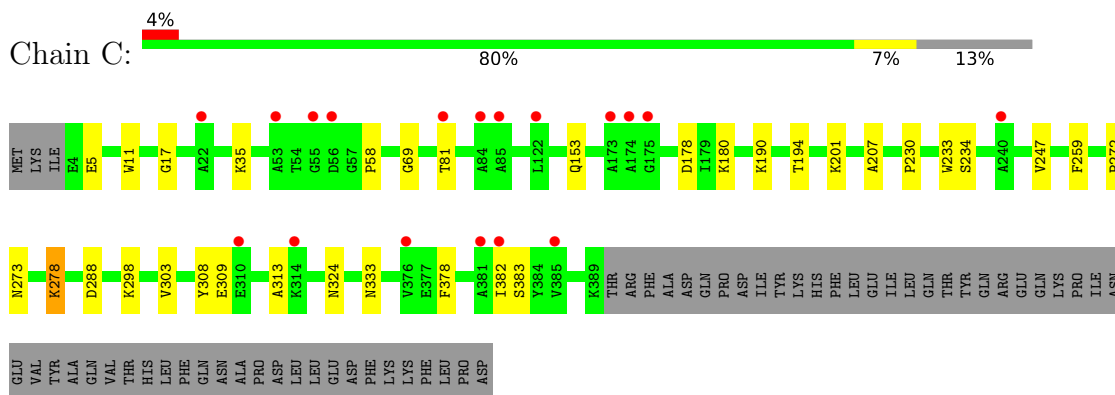 4%
Chain C:
80% 7% 13%
MET LYS ILE E4 E5 W11 G17 A22 K35 A53 T54 G55 D56 G57 P58 G69 T81 A84 A85 L122 Q153 A173 A174 G175 D178 I179 K180 K190 T194 K201 A207 P230 W233 S234 A240 V247 F259
N273 K278 D288 K298 V303 Y308 E309 E310 A313 K314 N324 N333 V376 E377 F378 A381 I382 S383 Y384 V385 K389 THR ARG PHE ALA ASP GLN PRO ASP ILE TYR LYS HIS PHE LEU GLU ILE LEU GLN THR TYR GLN ARG GLU GLN LYS PRO ILE ASN
GLU VAL TYR ALA GLN VAL THR HIS LEU PHE GLN ASN ALA PRO ASP LEU LEU GLU ASP PHE LYS LYS PHE LEU PRO ASP